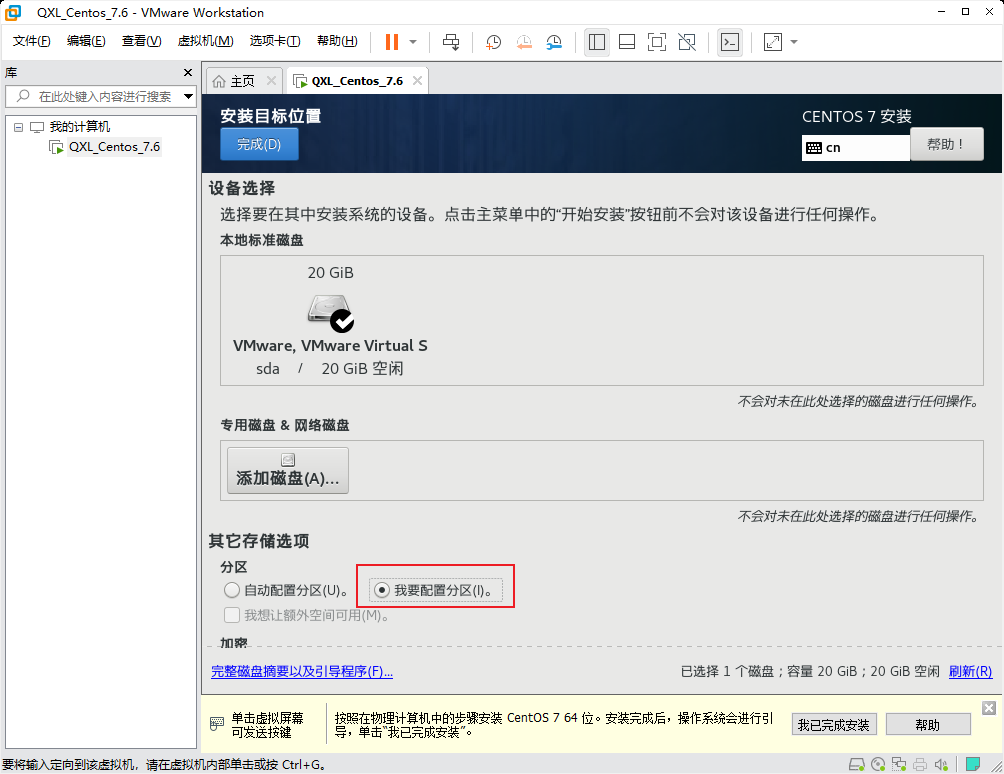 QXL_Centos_7.6 - VMware Workstation
文件(F) 编辑(E) 查看(V) 虚拟机(M) 选项卡(T) 帮助(H)
库
在此处键入内容进行搜索
我的计算机
QXL_Centos_7.6
主页 QXL_Centos_7.6
安装目标位置
完成(D)
CENTOS 7 安装
cn
帮助！
设备选择
选择要在其中安装系统的设备。点击主菜单中的“开始安装”按钮前不会对该设备进行任何操作。
本地标准磁盘
20 GiB
VMware, VMware Virtual S
sda / 20 GiB 空闲
不会对未在此处选择的磁盘进行任何操作。
专用磁盘 & 网络磁盘
添加磁盘(A)...
不会对未在此处选择的磁盘进行任何操作。
其它存储选项
分区
自动配置分区(U)。 我要配置分区(I)。
我想让额外空间可用(M)。
加密
完整磁盘摘要以及引导程序(F)... 已选择 1 个磁盘；容量 20 GiB；20 GiB 空闲 刷新(R)
单击虚拟屏幕
可发送按键
按照在物理计算机中的步骤安装 CentOS 7 64 位。安装完成后，操作系统会进行引
导，单击“我已完成安装”。
我已完成安装 帮助
要将输入定向到该虚拟机，请在虚拟机内部单击或按 Ctrl+G。